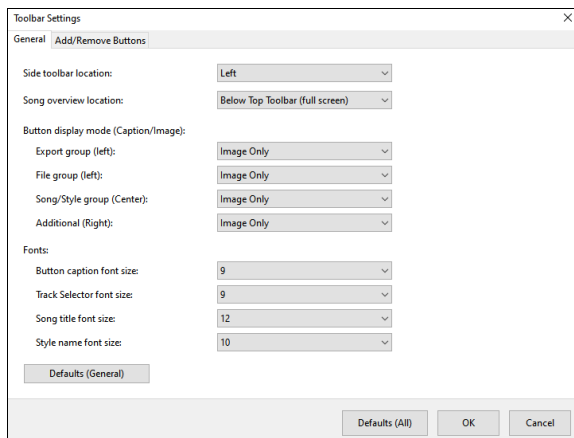 Toolbar Settings
General Add/Remove Buttons
Side toolbar location: Left
Song overview location: Below Top Toolbar (full screen)
Button display mode (Caption/Image):
Export group (left): Image Only
File group (left): Image Only
Song/Style group (Center): Image Only
Additional (Right): Image Only
Fonts:
Button caption font size: 9
Track Selector font size: 9
Song title font size: 12
Style name font size: 10
Defaults (General)
Defaults (All) OK Cancel